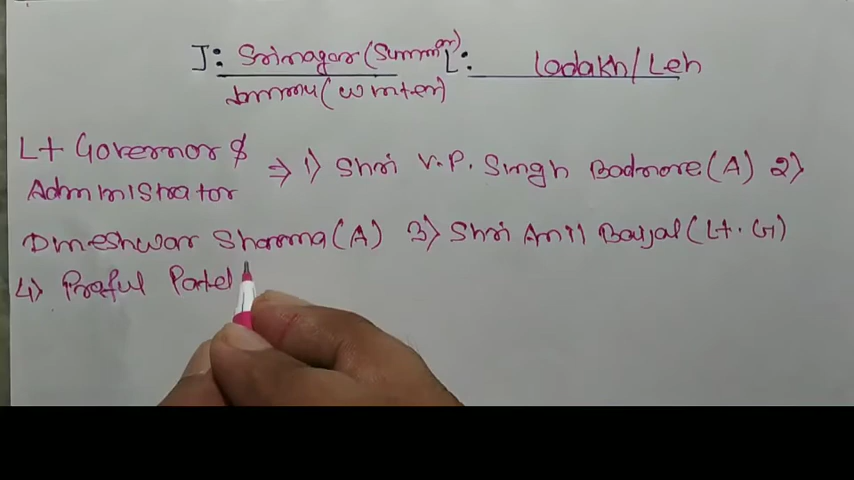 J: Srinagar (Summer) L: Ladakh/Leh
Jammu (Winter)
Lt Governor &
Administrator => 1) Shri V.P. Singh Badnore (A) 2)
Dineshwar Sharma (A) 3) Shri Anil Baijal (Lt. G)
4) Praful Patel